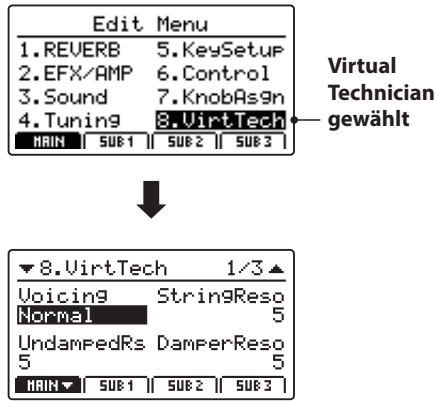 Edit Menu
1.REVERB 5.KeySetup
2.EFX/AMP 6.Control
3.Sound 7.KnobAsgn
4.Tuning 8.VirtTech
MAIN SUB1 SUB2 SUB3
Virtual
Technician
gewählt
▼8.VirtTech 1/3▲
Voicing StringReso
Normal 5
UndampedRs DamperReso
5 5
MAIN▼ SUB1 SUB2 SUB3